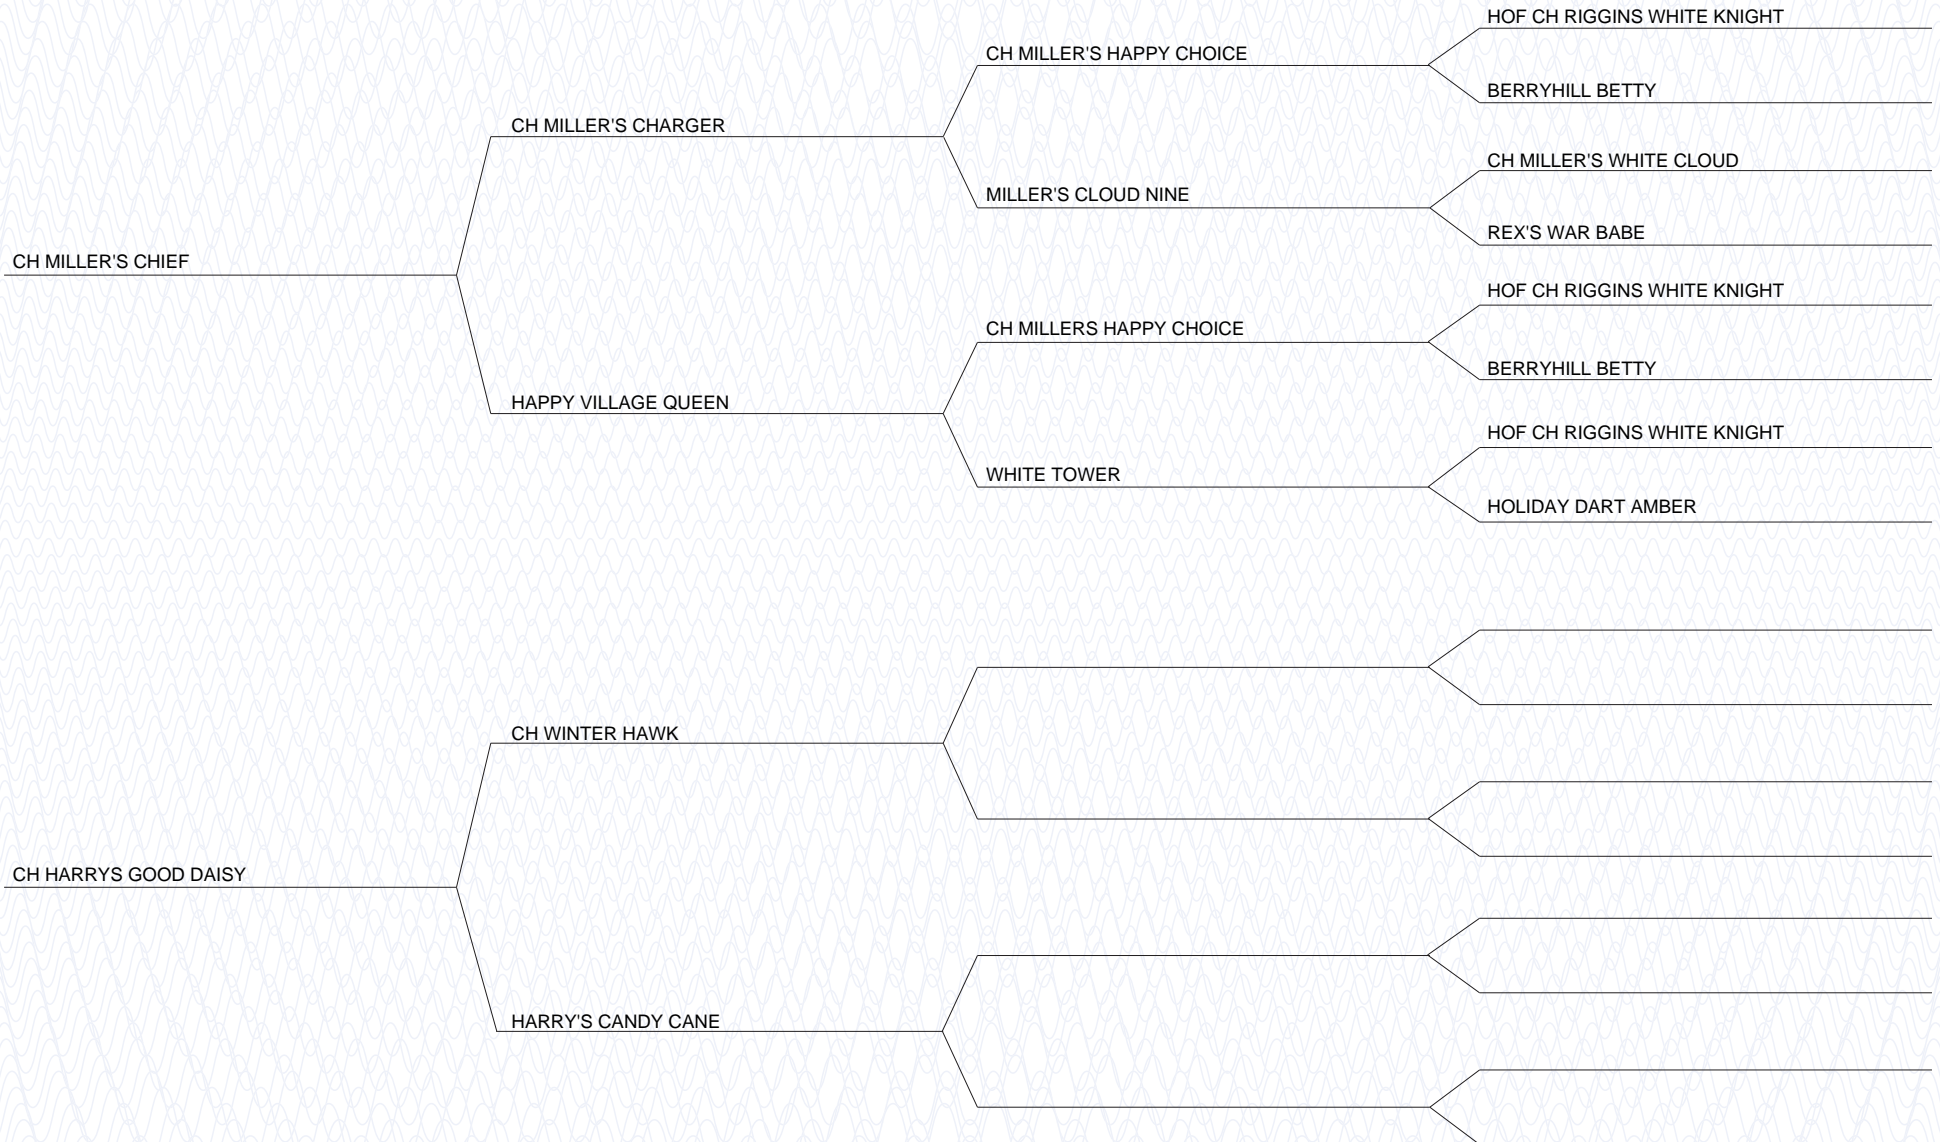 HOF CH RIGGINS WHITE KNIGHT
CH MILLER'S HAPPY CHOICE
BERRYHILL BETTY
CH MILLER'S CHARGER
CH MILLER'S WHITE CLOUD
MILLER'S CLOUD NINE
REX'S WAR BABE
CH MILLER'S CHIEF
HOF CH RIGGINS WHITE KNIGHT
CH MILLERS HAPPY CHOICE
BERRYHILL BETTY
HAPPY VILLAGE QUEEN
HOF CH RIGGINS WHITE KNIGHT
WHITE TOWER
HOLIDAY DART AMBER
CH WINTER HAWK
CH HARRYS GOOD DAISY
HARRY'S CANDY CANE